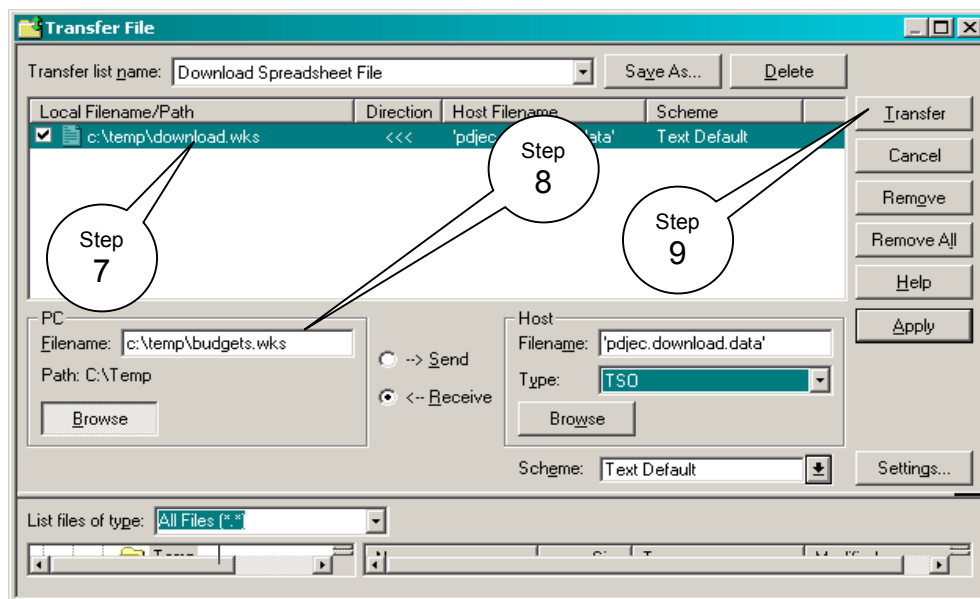 Transfer File
Transfer list name: Download Spreadsheet File Save As... Delete
Local Filename/Path Direction Host Filename Scheme
c:\temp\download.wks <<< 'pdjec. ata' Text Default
Transfer
Cancel
Remove
Remove All
Help
Apply
Step 7
Step 8
Step 9
PC
Filename: c:\temp\budgets.wks
Path: C:\Temp
Browse
--> Send
<-- Receive
Host
Filename: 'pdjec.download.data'
Type: TSO
Browse
Scheme: Text Default
Settings...
List files of type: All Files (*.*)